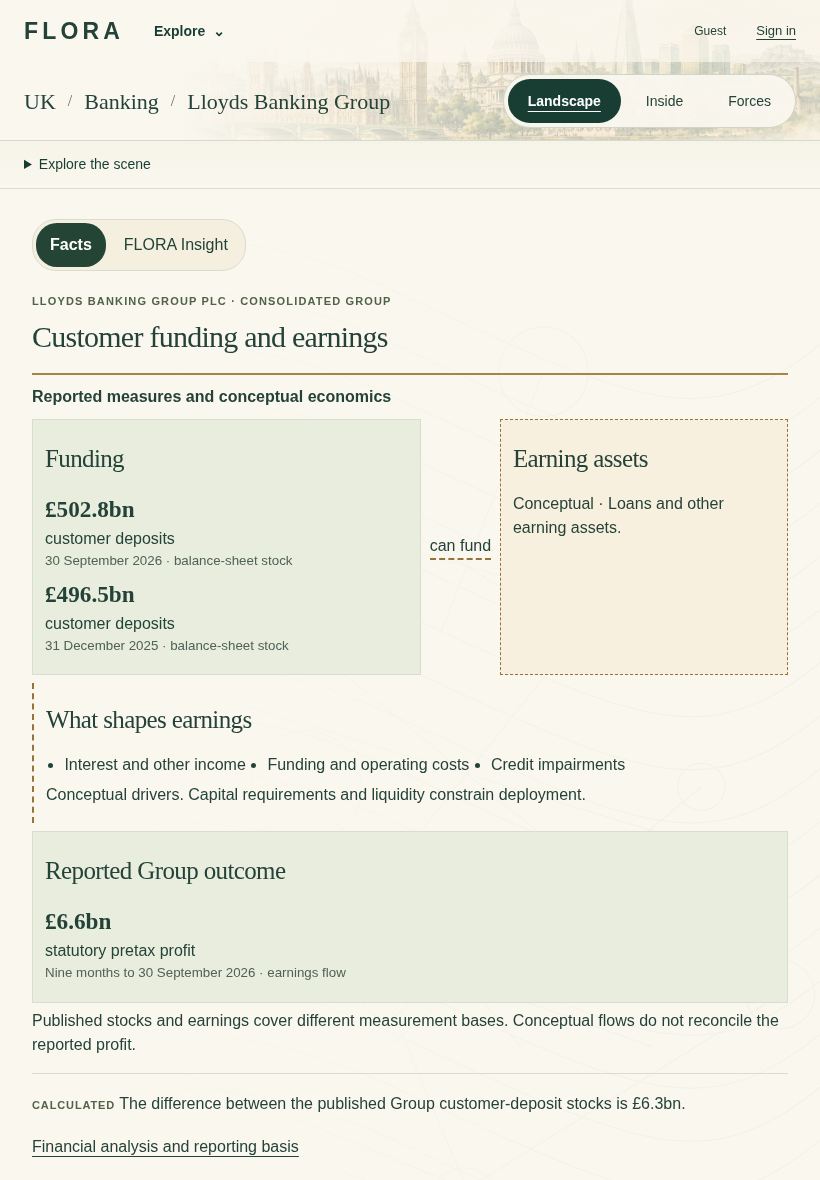 FLORA
Explore
Guest
Sign in
UK / Banking / Lloyds Banking Group
Landscape
Inside
Forces
Explore the scene
Facts
FLORA Insight
LLOYDS BANKING GROUP PLC · CONSOLIDATED GROUP
Customer funding and earnings
Reported measures and conceptual economics
Funding
£502.8bn
customer deposits
30 September 2026 · balance-sheet stock
£496.5bn
customer deposits
31 December 2025 · balance-sheet stock
can fund
Earning assets
Conceptual · Loans and other
earning assets.
What shapes earnings
• Interest and other income • Funding and operating costs • Credit impairments
Conceptual drivers. Capital requirements and liquidity constrain deployment.
Reported Group outcome
£6.6bn
statutory pretax profit
Nine months to 30 September 2026 · earnings flow
Published stocks and earnings cover different measurement bases. Conceptual flows do not reconcile the
reported profit.
CALCULATED The difference between the published Group customer-deposit stocks is £6.3bn.
Financial analysis and reporting basis